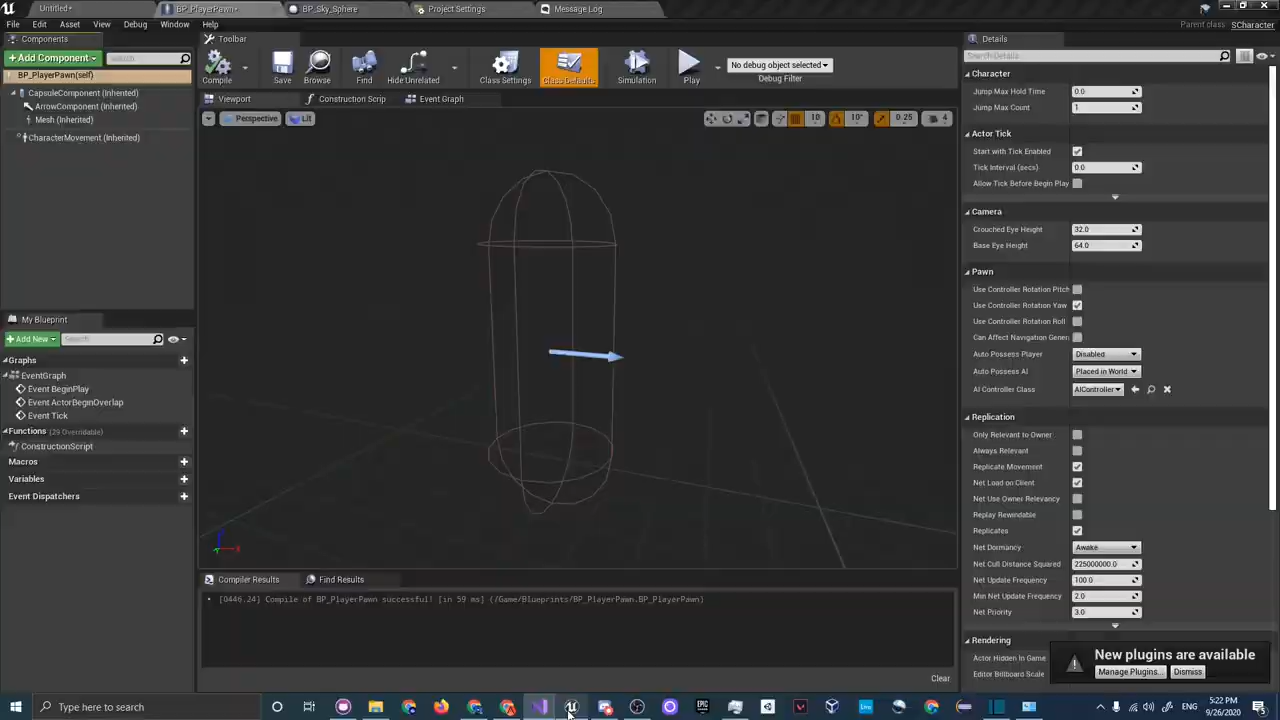 Untitled*
BP_PlayerPawn*
BP_Sky_Sphere
Project Settings
Message Log
File Edit Asset View Debug Window Help
Parent class: SCharacter
Components
+Add Component
Search
BP_PlayerPawn(self)
CapsuleComponent (Inherited)
ArrowComponent (Inherited)
Mesh (Inherited)
CharacterMovement (Inherited)
My Blueprint
+Add New
Search
Graphs
EventGraph
Event BeginPlay
Event ActorBeginOverlap
Event Tick
Functions (29 Overridable)
ConstructionScript
Macros
Variables
Event Dispatchers
Toolbar
Compile
Save
Browse
Find
Hide Unrelated
Class Settings
Class Defaults
Simulation
Play
No debug object selected
Debug Filter
Viewport
Construction Scrip
Event Graph
Perspective
Lit
10
10°
0.25
4
Compiler Results
Find Results
[0446.24] Compile of BP_PlayerPawn successful! [in 59 ms] (/Game/Blueprints/BP_PlayerPawn.BP_PlayerPawn)
Clear
Details
Search Details
Character
Jump Max Hold Time 0.0
Jump Max Count 1
Actor Tick
Start with Tick Enabled
Tick Interval (secs) 0.0
Allow Tick Before Begin Play
Camera
Crouched Eye Height 32.0
Base Eye Height 64.0
Pawn
Use Controller Rotation Pitch
Use Controller Rotation Yaw
Use Controller Rotation Roll
Can Affect Navigation Gener
Auto Possess Player Disabled
Auto Possess AI Placed in World
AI Controller Class AIController
Replication
Only Relevant to Owner
Always Relevant
Replicate Movement
Net Load on Client
Net Use Owner Relevancy
Replay Rewindable
Replicates
Net Dormancy Awake
Net Cull Distance Squared 225000000.0
Net Update Frequency 100.0
Min Net Update Frequency 2.0
Net Priority 3.0
Rendering
Actor Hidden In Game
Editor Billboard Scale
New plugins are available
Manage Plugins... Dismiss
Type here to search
5:22 PM
9/26/2020